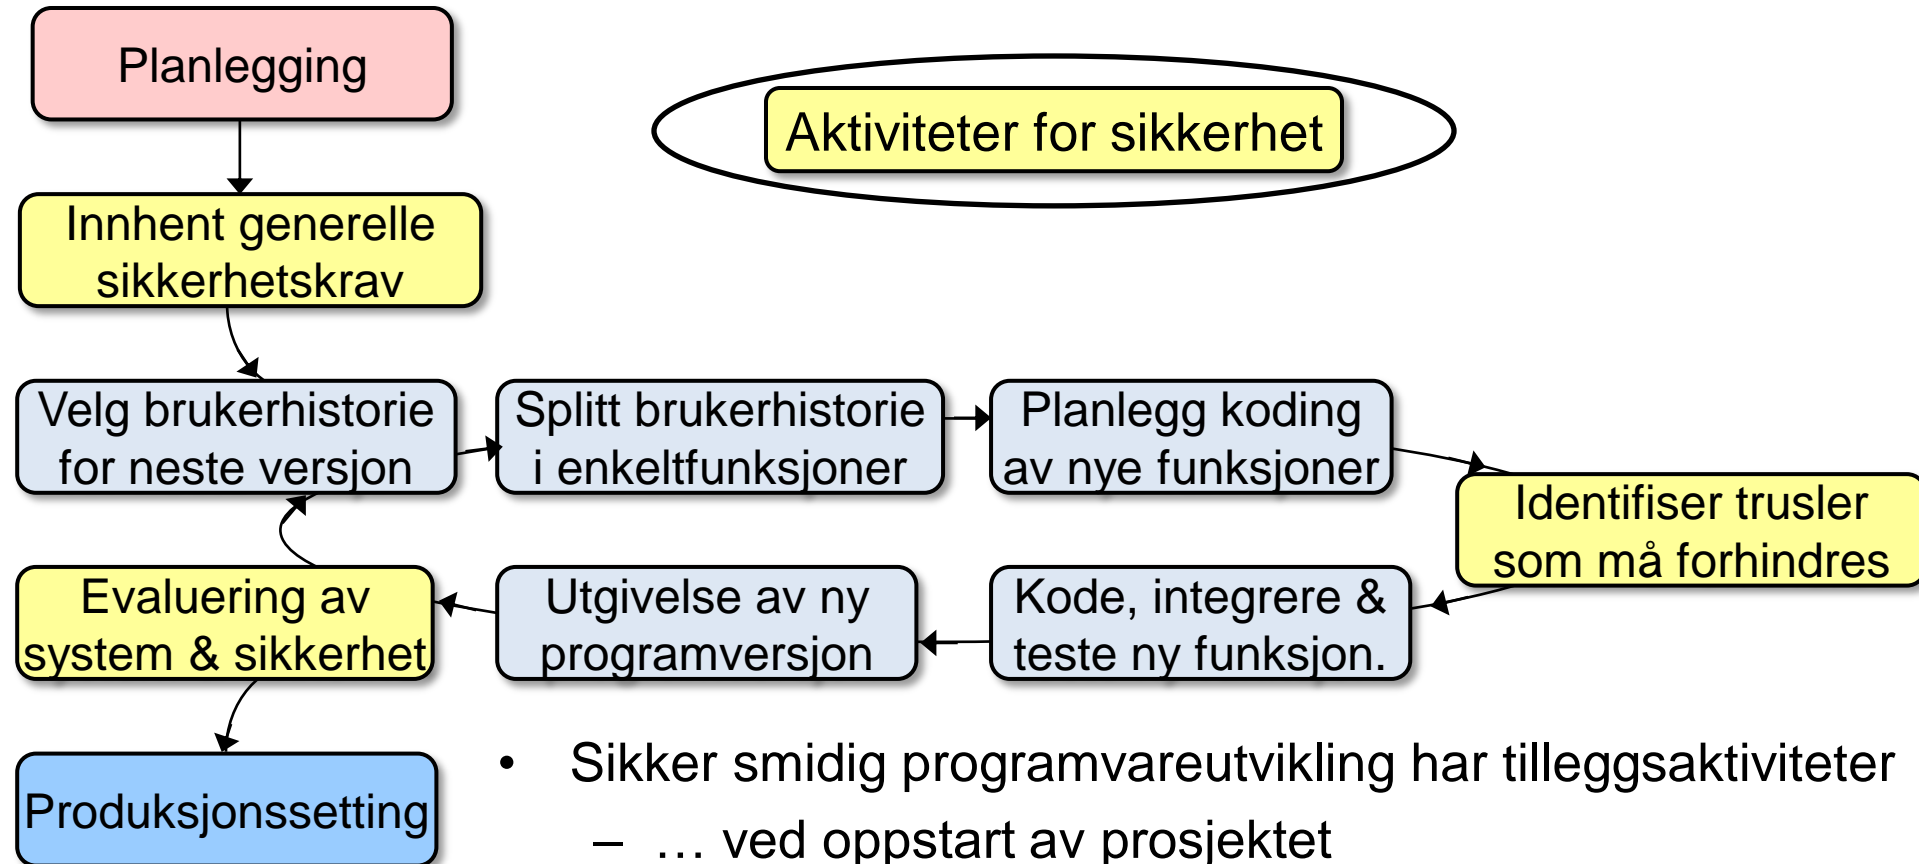 Planlegging
Aktiviteter for sikkerhet
Innhent generelle
sikkerhetskrav
Velg brukerhistorie
for neste versjon
Splitt brukerhistorie
i enkeltfunksjoner
Planlegg koding
av nye funksjoner
Identifiser trusler
som må forhindres
Evaluering av
system & sikkerhet
Utgivelse av ny
programversjon
Kode, integrere &
teste ny funksjon.
Produksjonssetting
• Sikker smidig programvareutvikling har tilleggsaktiviteter
– … ved oppstart av prosjektet